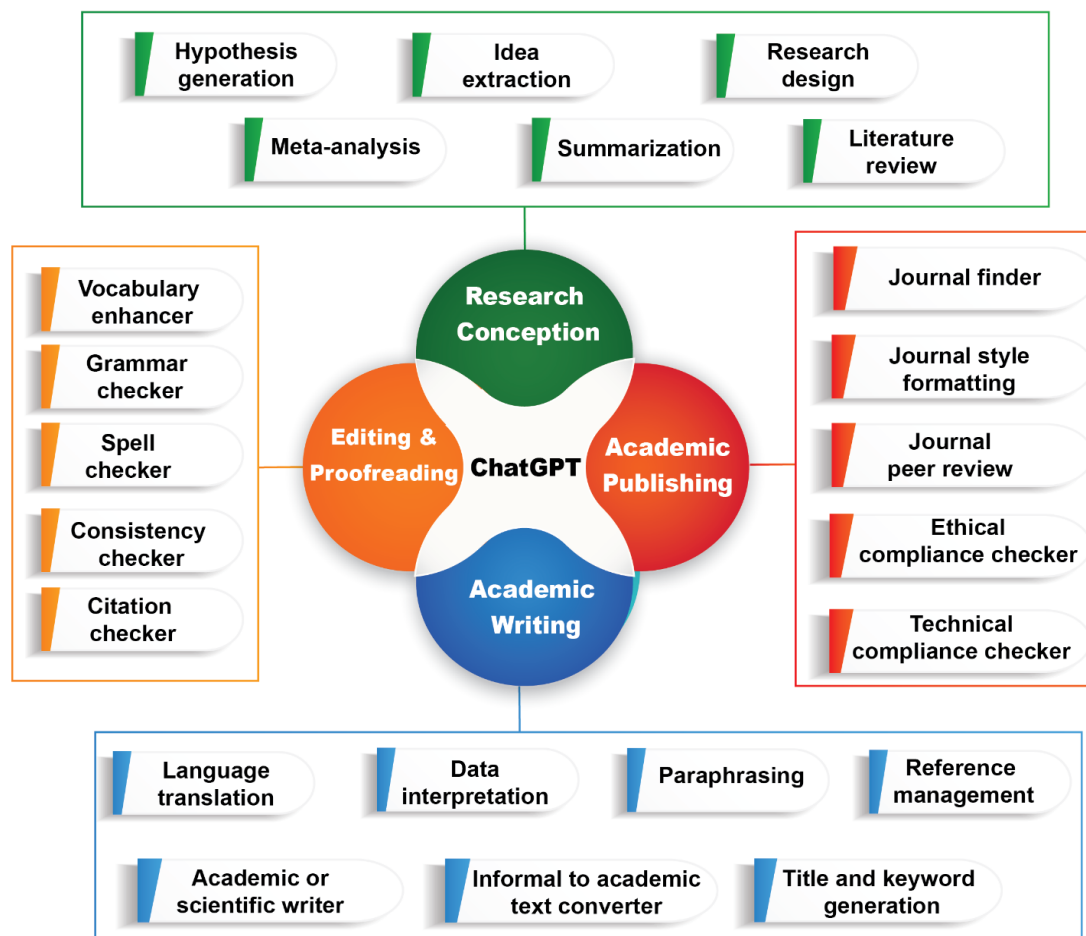 Hypothesis
generation
Idea
extraction
Research
design
Meta-analysis
Summarization
Literature
review
Research
Conception
Vocabulary
enhancer
Grammar
checker
Spell
checker
Consistency
checker
Citation
checker
Editing &
Proofreading
ChatGPT
Academic
Publishing
Journal finder
Journal style
formatting
Journal
peer review
Ethical
compliance checker
Technical
compliance checker
Academic
Writing
Language
translation
Data
interpretation
Paraphrasing
Reference
management
Academic or
scientific writer
Informal to academic
text converter
Title and keyword
generation